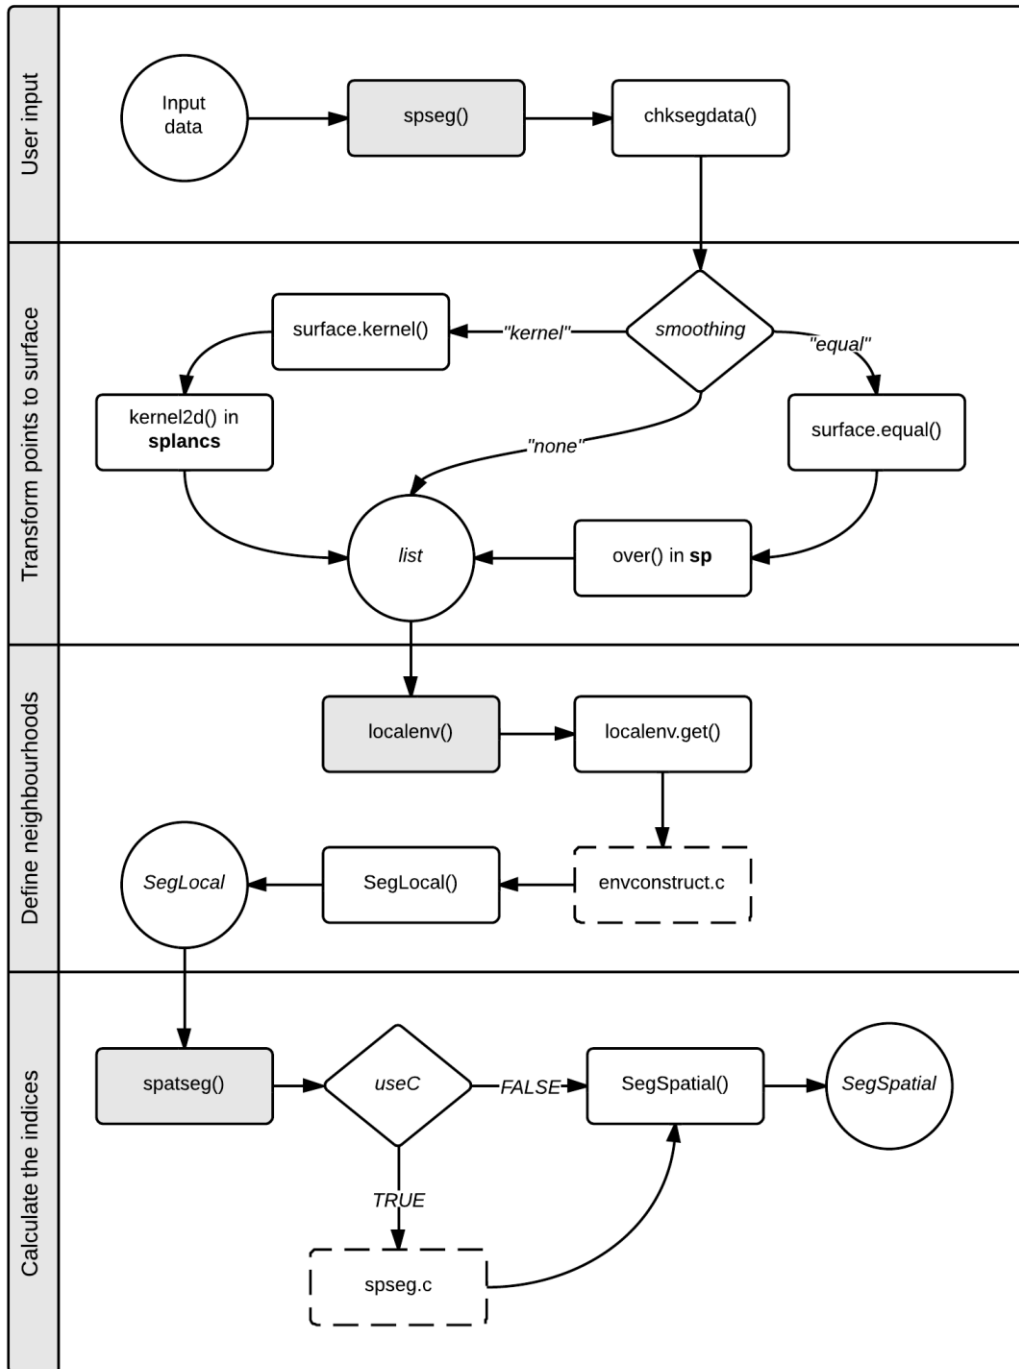 User input
Input
data
spseg()
chksegdata()
Transform points to surface
smoothing
"kernel"
"equal"
"none"
surface.kernel()
kernel2d() in
splancs
surface.equal()
list
over() in sp
Define neighbourhoods
localenv()
localenv.get()
envconstruct.c
SegLocal()
SegLocal
Calculate the indices
spatseg()
useC
FALSE
SegSpatial()
SegSpatial
TRUE
spseg.c